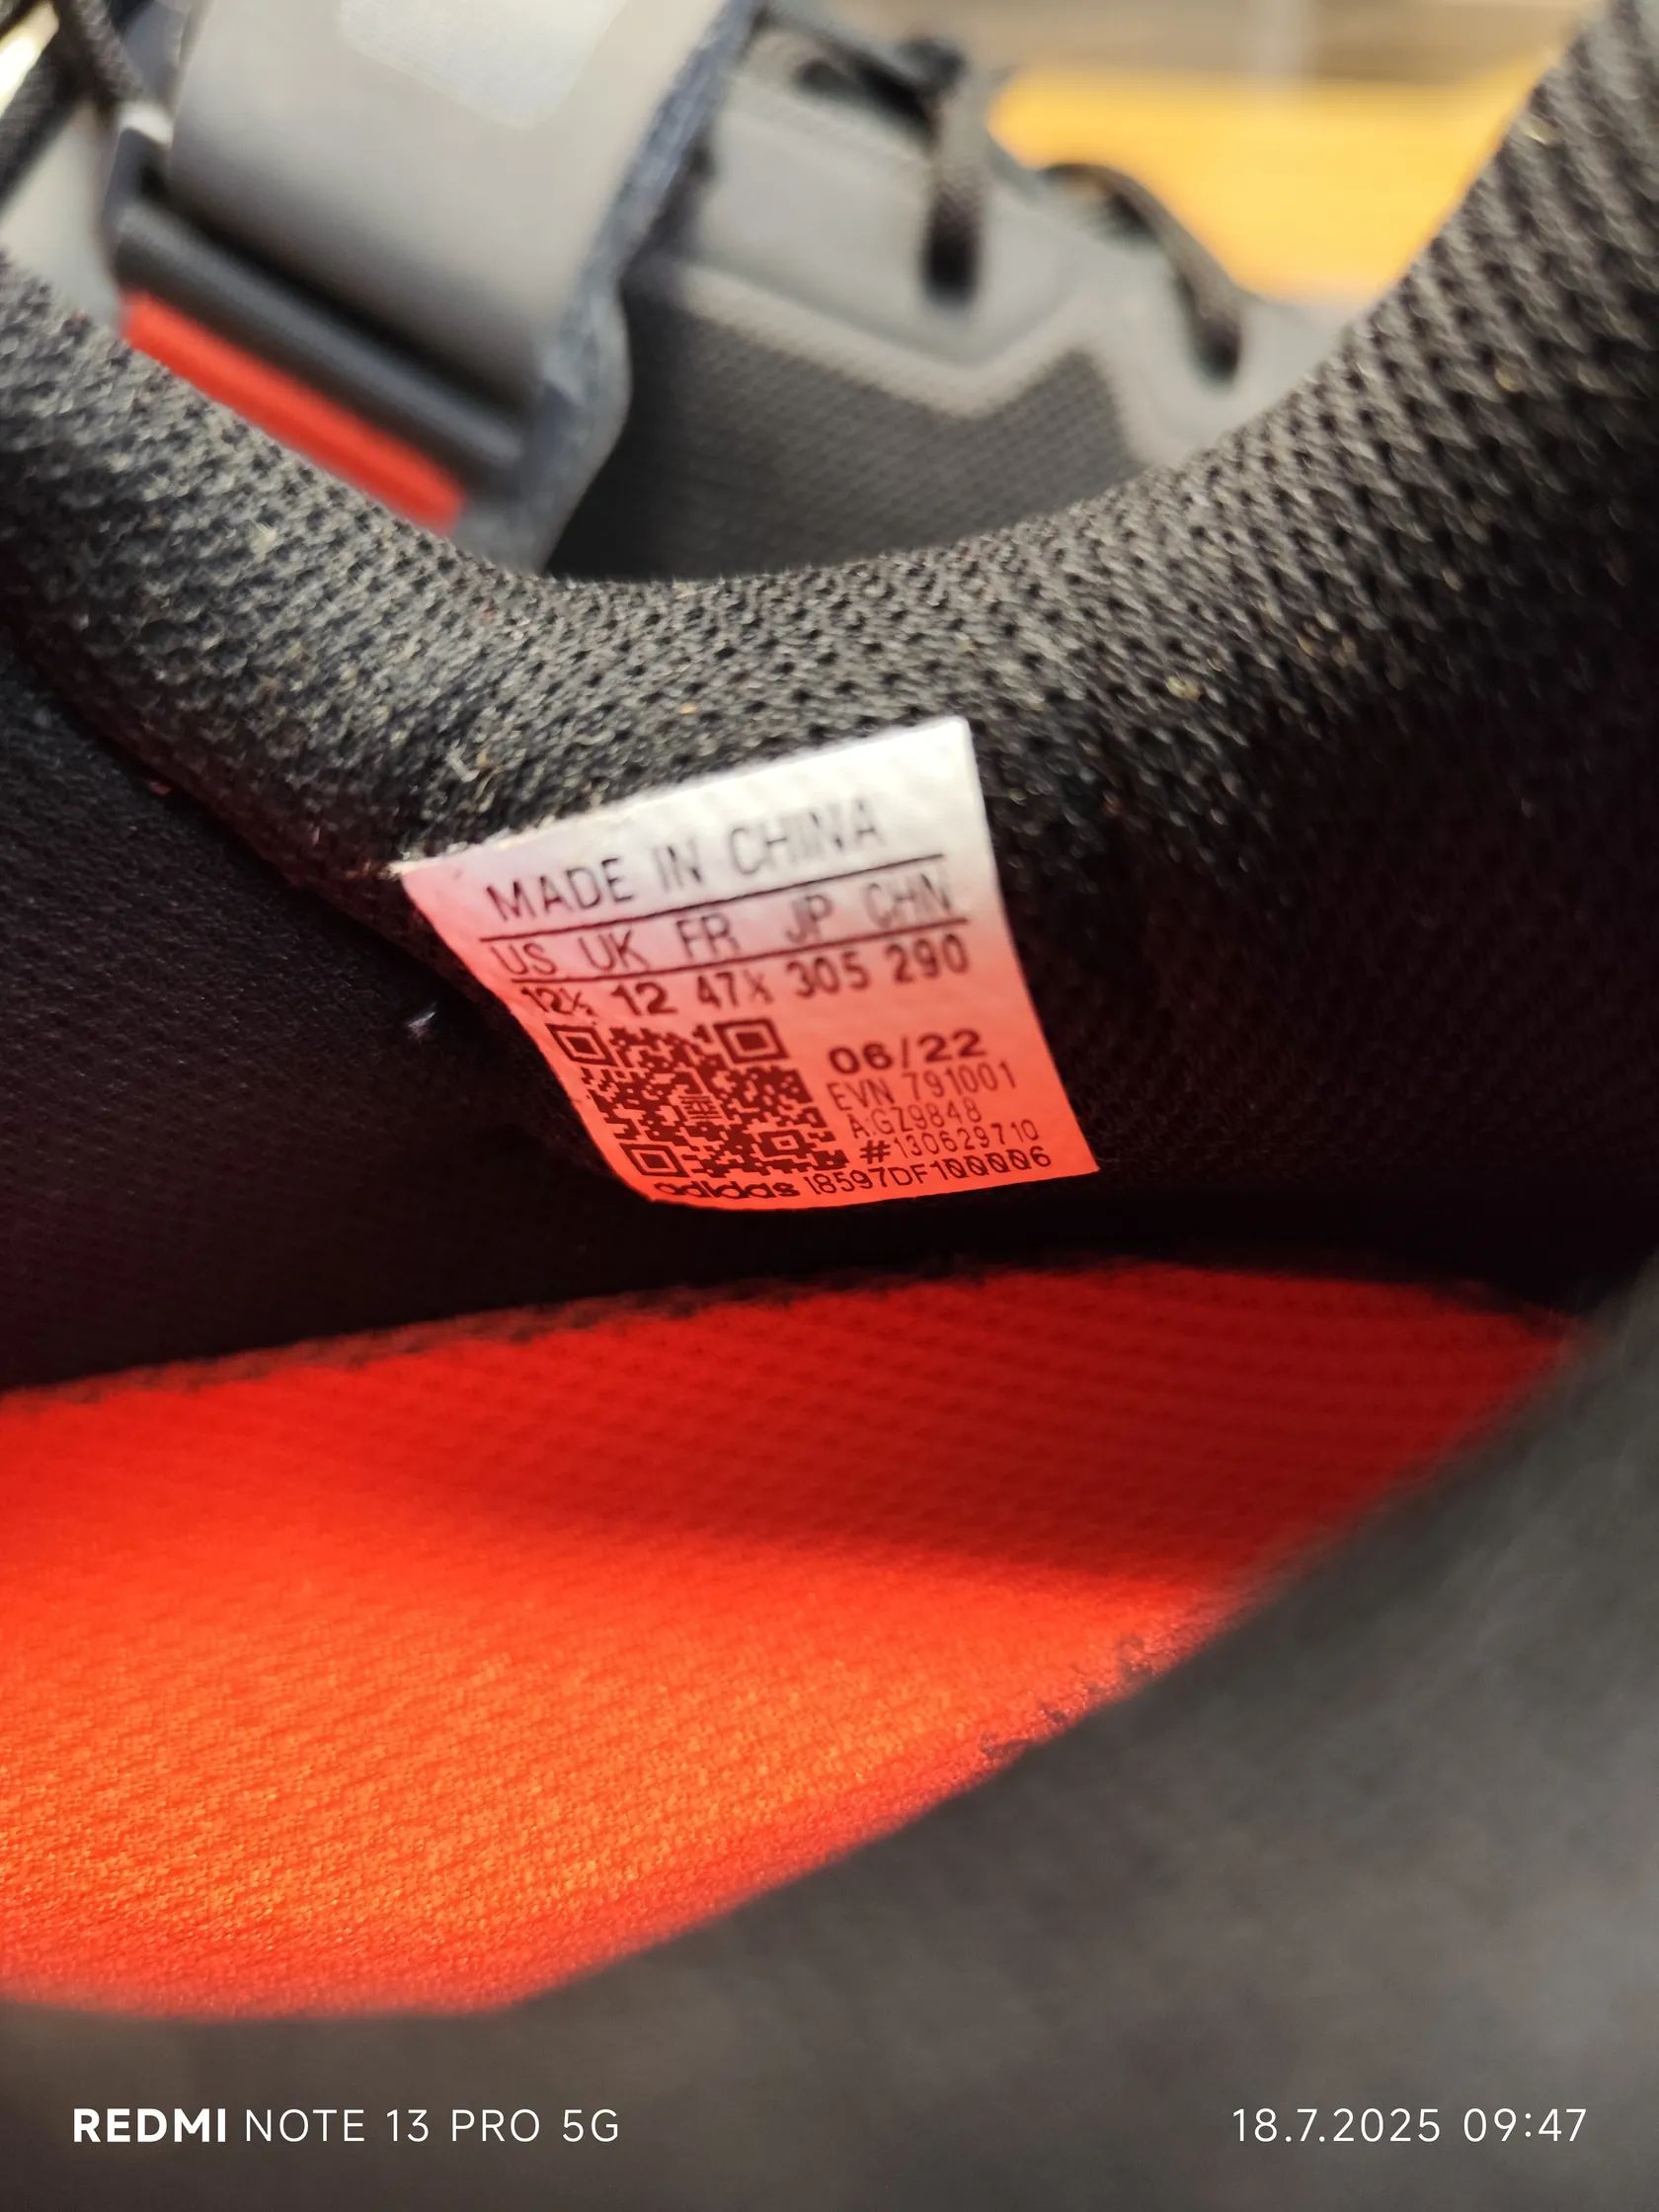 MADE IN CHINA
US UK FR JP CHN
12½ 12 47⅓ 305 290
06/22
EVN 791001
A:GZ9848
#130629710
adidas 18597DF100006
REDMI NOTE 13 PRO 5G
18.7.2025 09:47